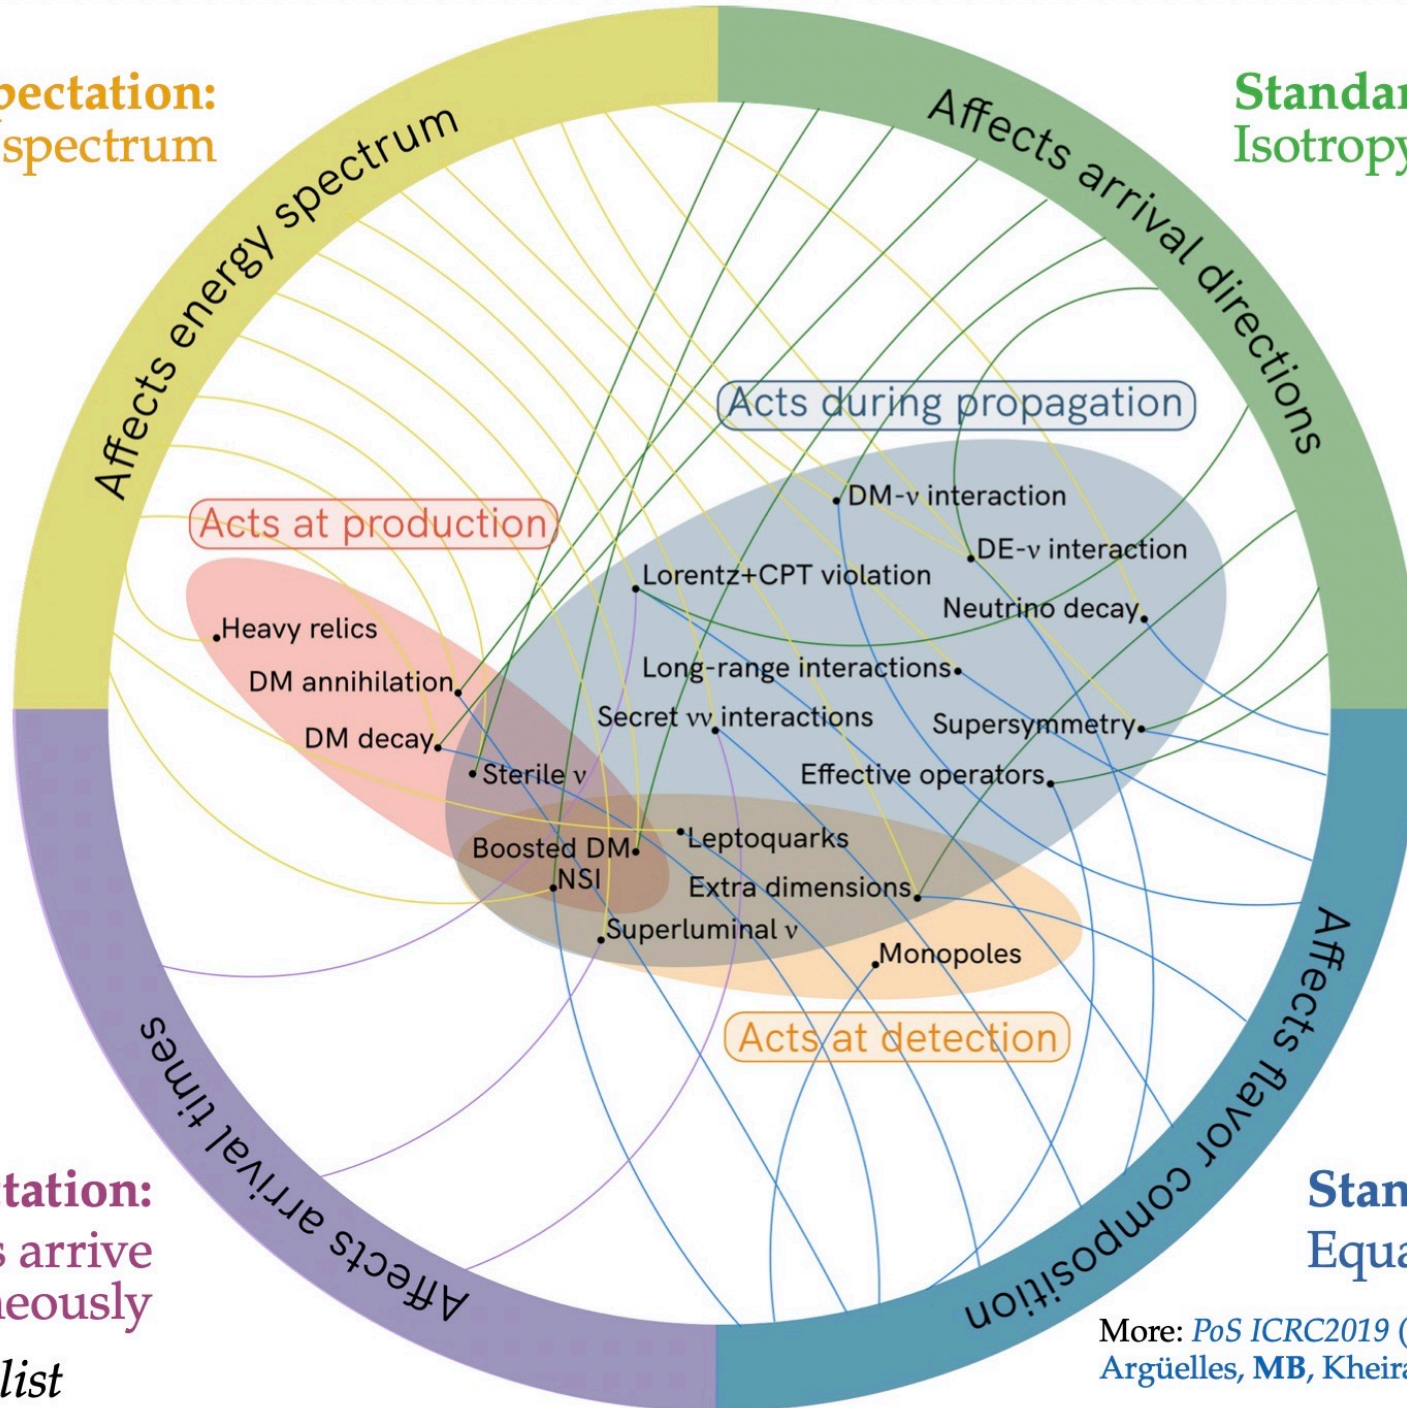 pectation:
spectrum
Standar
Isotropy
Affects energy spectrum
Affects arrival directions
Acts during propagation
DM-ν interaction
Acts at production
DE-ν interaction
Lorentz+CPT violation
Neutrino decay
Heavy relics
Long-range interactions
DM annihilation
Secret νν interactions
Supersymmetry
DM decay
Sterile ν
Effective operators
Leptoquarks
Boosted DM
NSI
Extra dimensions
Superluminal ν
Monopoles
Acts at detection
Affects arrival times
Affects flavor composition
tation:
s arrive
neously
list
Stan
Equa
More: PoS ICRC2019 (
Argüelles, MB, Kheira